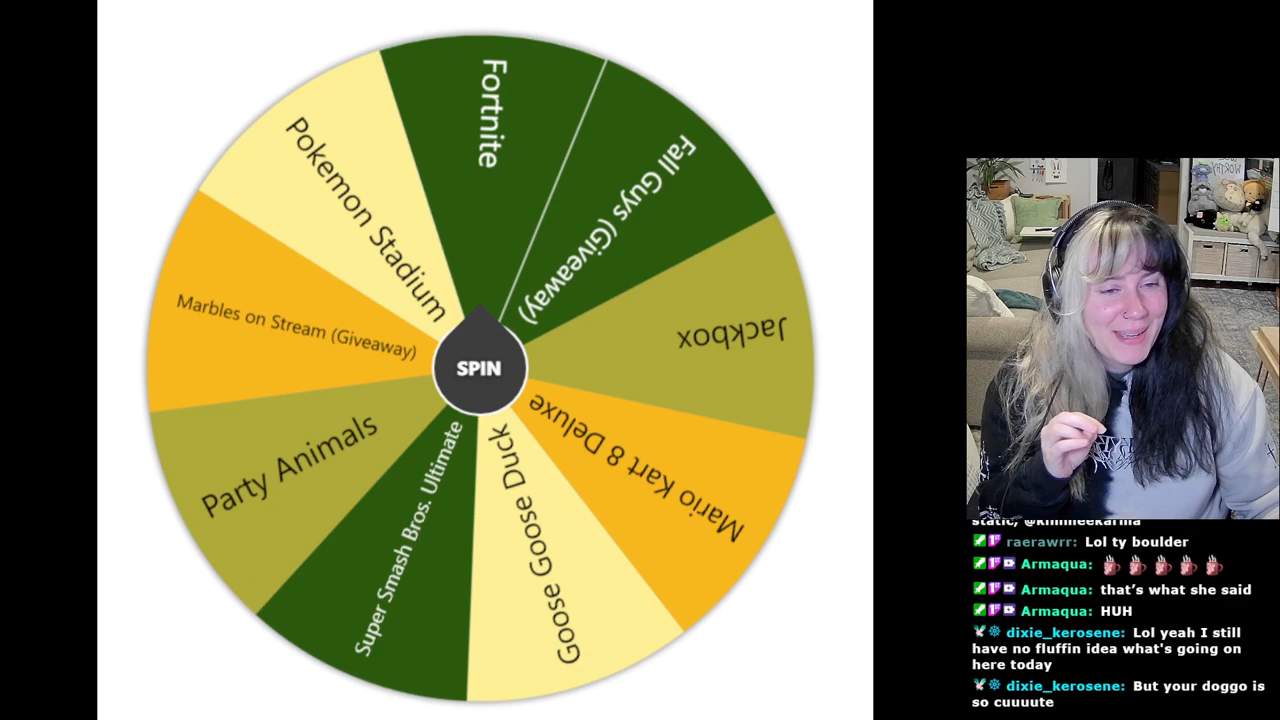 Fortnite
Fall Guys (Giveaway)
Jackbox
Mario Kart 8 Deluxe
Goose Goose Duck
Super Smash Bros. Ultimate
Party Animals
Marbles on Stream (Giveaway)
Pokemon Stadium
SPIN
WORTHY
raerawrr: Lol ty boulder
Armaqua:
Armaqua: that’s what she said
Armaqua: HUH
dixie_kerosene: Lol yeah I still
have no fluffin idea what's going on
here today
dixie_kerosene: But your doggo is
so cuuuute